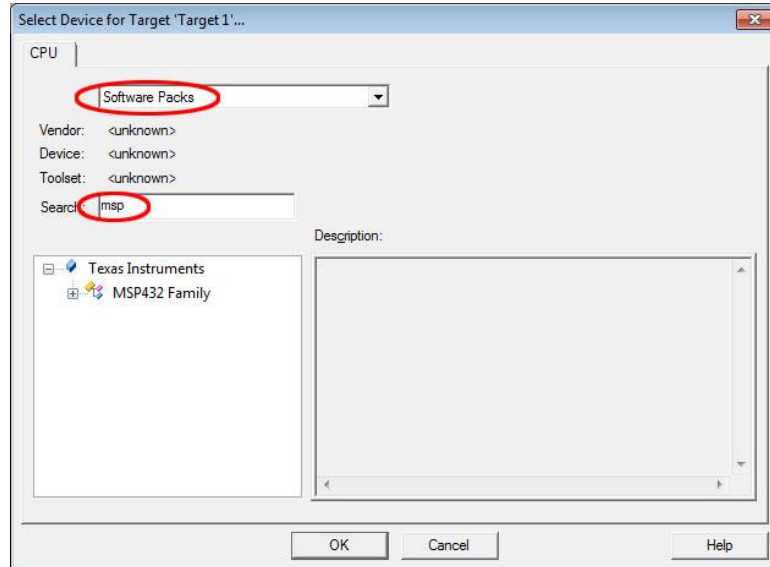 Select Device for Target 'Target 1'...
CPU
Software Packs
Vendor: <unknown>
Device: <unknown>
Toolset: <unknown>
Search: msp
Description:
Texas Instruments
MSP432 Family
OK Cancel Help